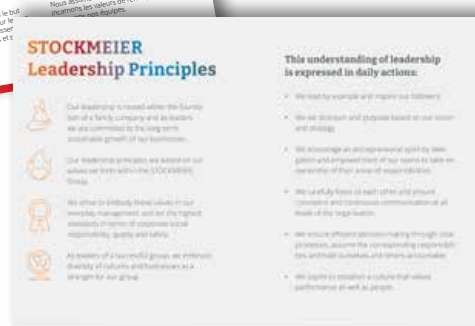 le but
Nous
incarnons les valeurs de l'
nos équipes.
STOCKMEIER
Leadership Principles
Our leadership is rooted within the founda-
tion of a family company and as leaders
we are committed to the long-term
sustainable growth of our businesses.
Our leadership principles are based on our
values set forth within the STOCKMEIER
Group.
We strive to embody these values in our
everyday management and set the highest
standards in terms of corporate social
responsibility, quality and safety.
As leaders of a successful group, we embrace
diversity of cultures and businesses as a
strength for our group.
This understanding of leadership
is expressed in daily actions:
• We lead by example and inspire our followers.
• We set direction and purpose based on our vision
and strategy.
• We encourage an entrepreneurial spirit by dele-
gation and empowerment of our teams to take on
ownership of their areas of responsibilities.
• We carefully listen to each other and ensure
consistent and continuous communication at all
levels of the organisation.
• We ensure efficient decision making through clear
processes, assume the corresponding responsibili-
ties and hold ourselves and others accountable.
• We aspire to establish a culture that values
performance as well as people.